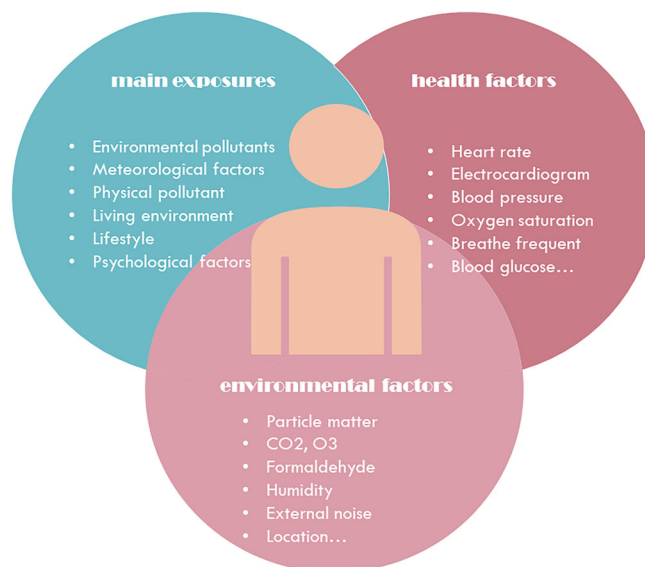 main exposures
• Environmental pollutants
• Meteorological factors
• Physical pollutant
• Living environment
• Lifestyle
• Psychological factors
health factors
• Heart rate
• Electrocardiogram
• Blood pressure
• Oxygen saturation
• Breathe frequent
• Blood glucose...
environmental factors
• Particle matter
• CO2, O3
• Formaldehyde
• Humidity
• External noise
• Location...